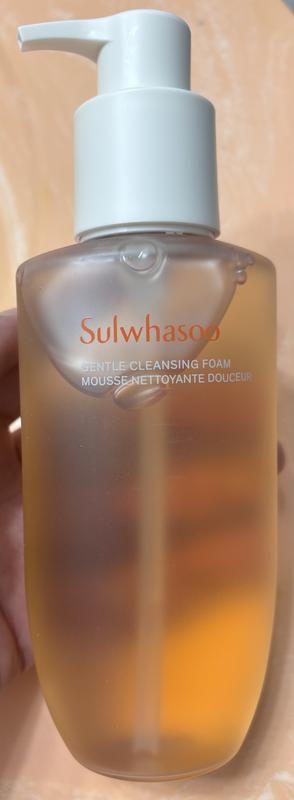 Sulwhasoo
GENTLE CLEANSING FOAM
MOUSSE NETTOYANTE DOUCEUR